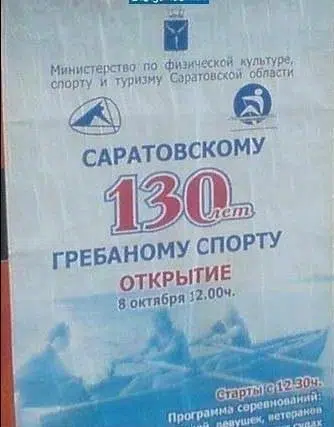 Министерство по физической культуре,
спорту и туризму Саратовской области
САРАТОВСКОМУ
130 лет
ГРЕБАНОМУ СПОРТУ
ОТКРЫТИЕ
8 октября 12.00ч.
Старты с 12.30ч.
Программа соревнований:
девушек, ветеранов
судах